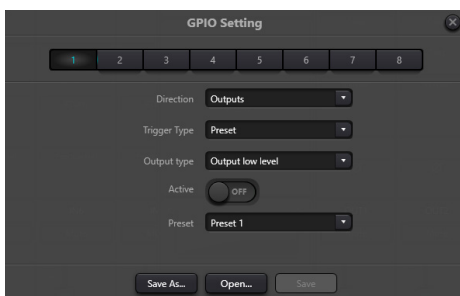 GPIO Setting
1 2 3 4 5 6 7 8
Direction Outputs
Trigger Type Preset
Output type Output low level
Active OFF
Preset Preset 1
Save As... Open... Save